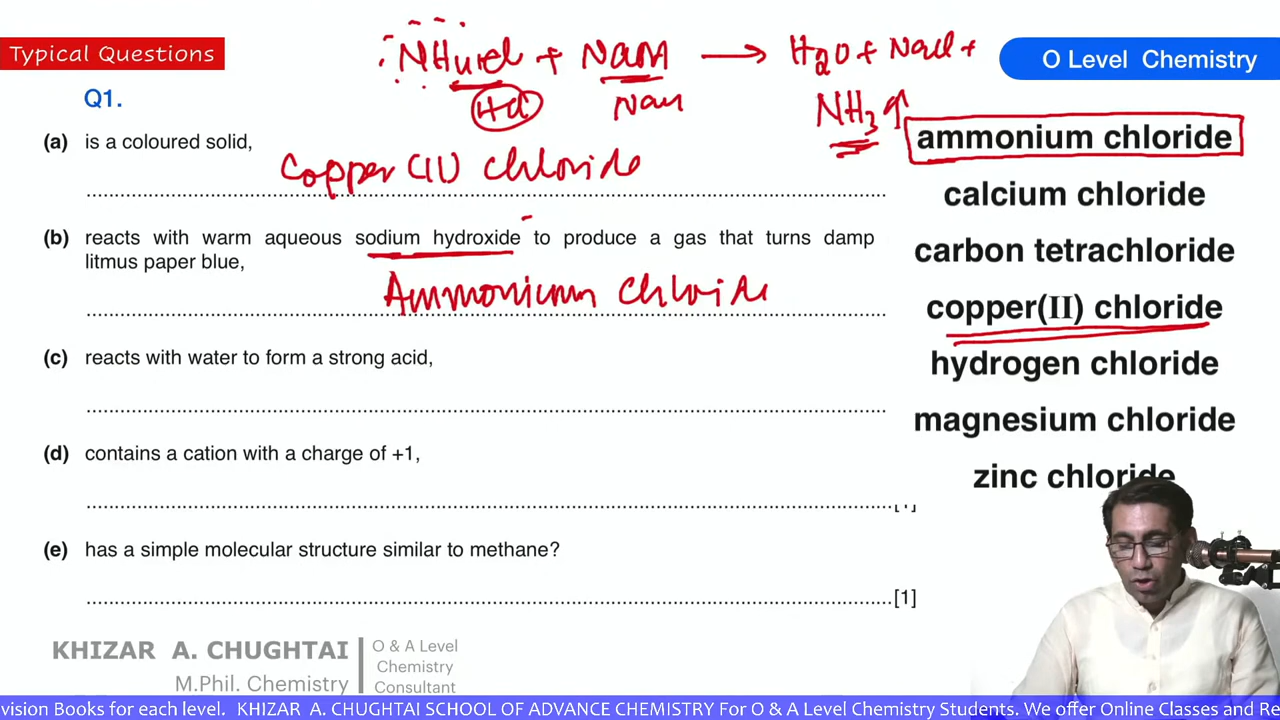 Typical Questions
NH4Cl + NaOH → H2O + NaCl +
O Level Chemistry
Q1.
HCl
NH3↑
ammonium chloride
(a) is a coloured solid,
Copper (II) chloride
calcium chloride
(b) reacts with warm aqueous sodium hydroxide to produce a gas that turns damp
litmus paper blue,
carbon tetrachloride
Ammonium chloride
copper(II) chloride
(c) reacts with water to form a strong acid,
hydrogen chloride
magnesium chloride
(d) contains a cation with a charge of +1,
zinc chloride
[1]
(e) has a simple molecular structure similar to methane?
[1]
KHIZAR A. CHUGHTAI
M.Phil. Chemistry
O & A Level
Chemistry
Consultant
vision Books for each level. KHIZAR A. CHUGHTAI SCHOOL OF ADVANCE CHEMISTRY For O & A Level Chemistry Students. We offer Online Classes and Re